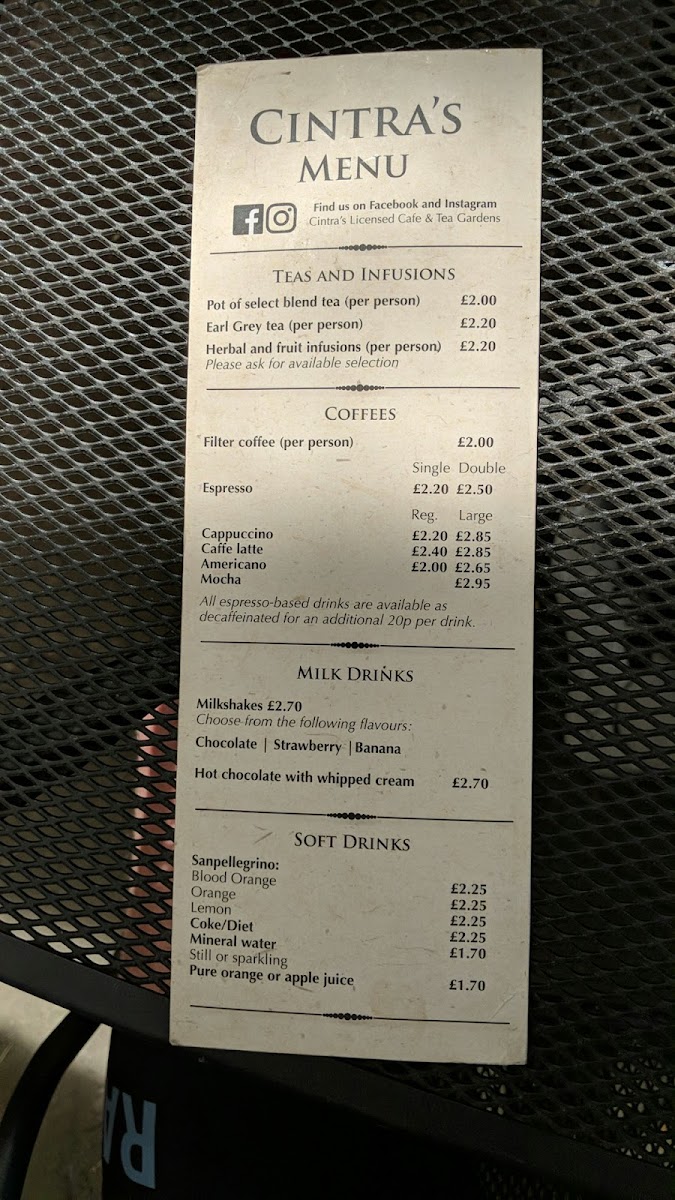 CINTRA'S
MENU
Find us on Facebook and Instagram
Cintra's Licensed Cafe & Tea Gardens
TEAS AND INFUSIONS
Pot of select blend tea (per person) £2.00
Earl Grey tea (per person) £2.20
Herbal and fruit infusions (per person) £2.20
Please ask for available selection
COFFEES
Filter coffee (per person) £2.00
Single Double
Espresso £2.20 £2.50
Reg. Large
Cappuccino £2.20 £2.85
Caffe latte £2.40 £2.85
Americano £2.00 £2.65
Mocha £2.95
All espresso-based drinks are available as
decaffeinated for an additional 20p per drink.
MILK DRINKS
Milkshakes £2.70
Choose from the following flavours:
Chocolate | Strawberry | Banana
Hot chocolate with whipped cream £2.70
SOFT DRINKS
Sanpellegrino:
Blood Orange £2.25
Orange £2.25
Lemon £2.25
Coke/Diet £2.25
Mineral water £1.70
Still or sparkling
Pure orange or apple juice £1.70